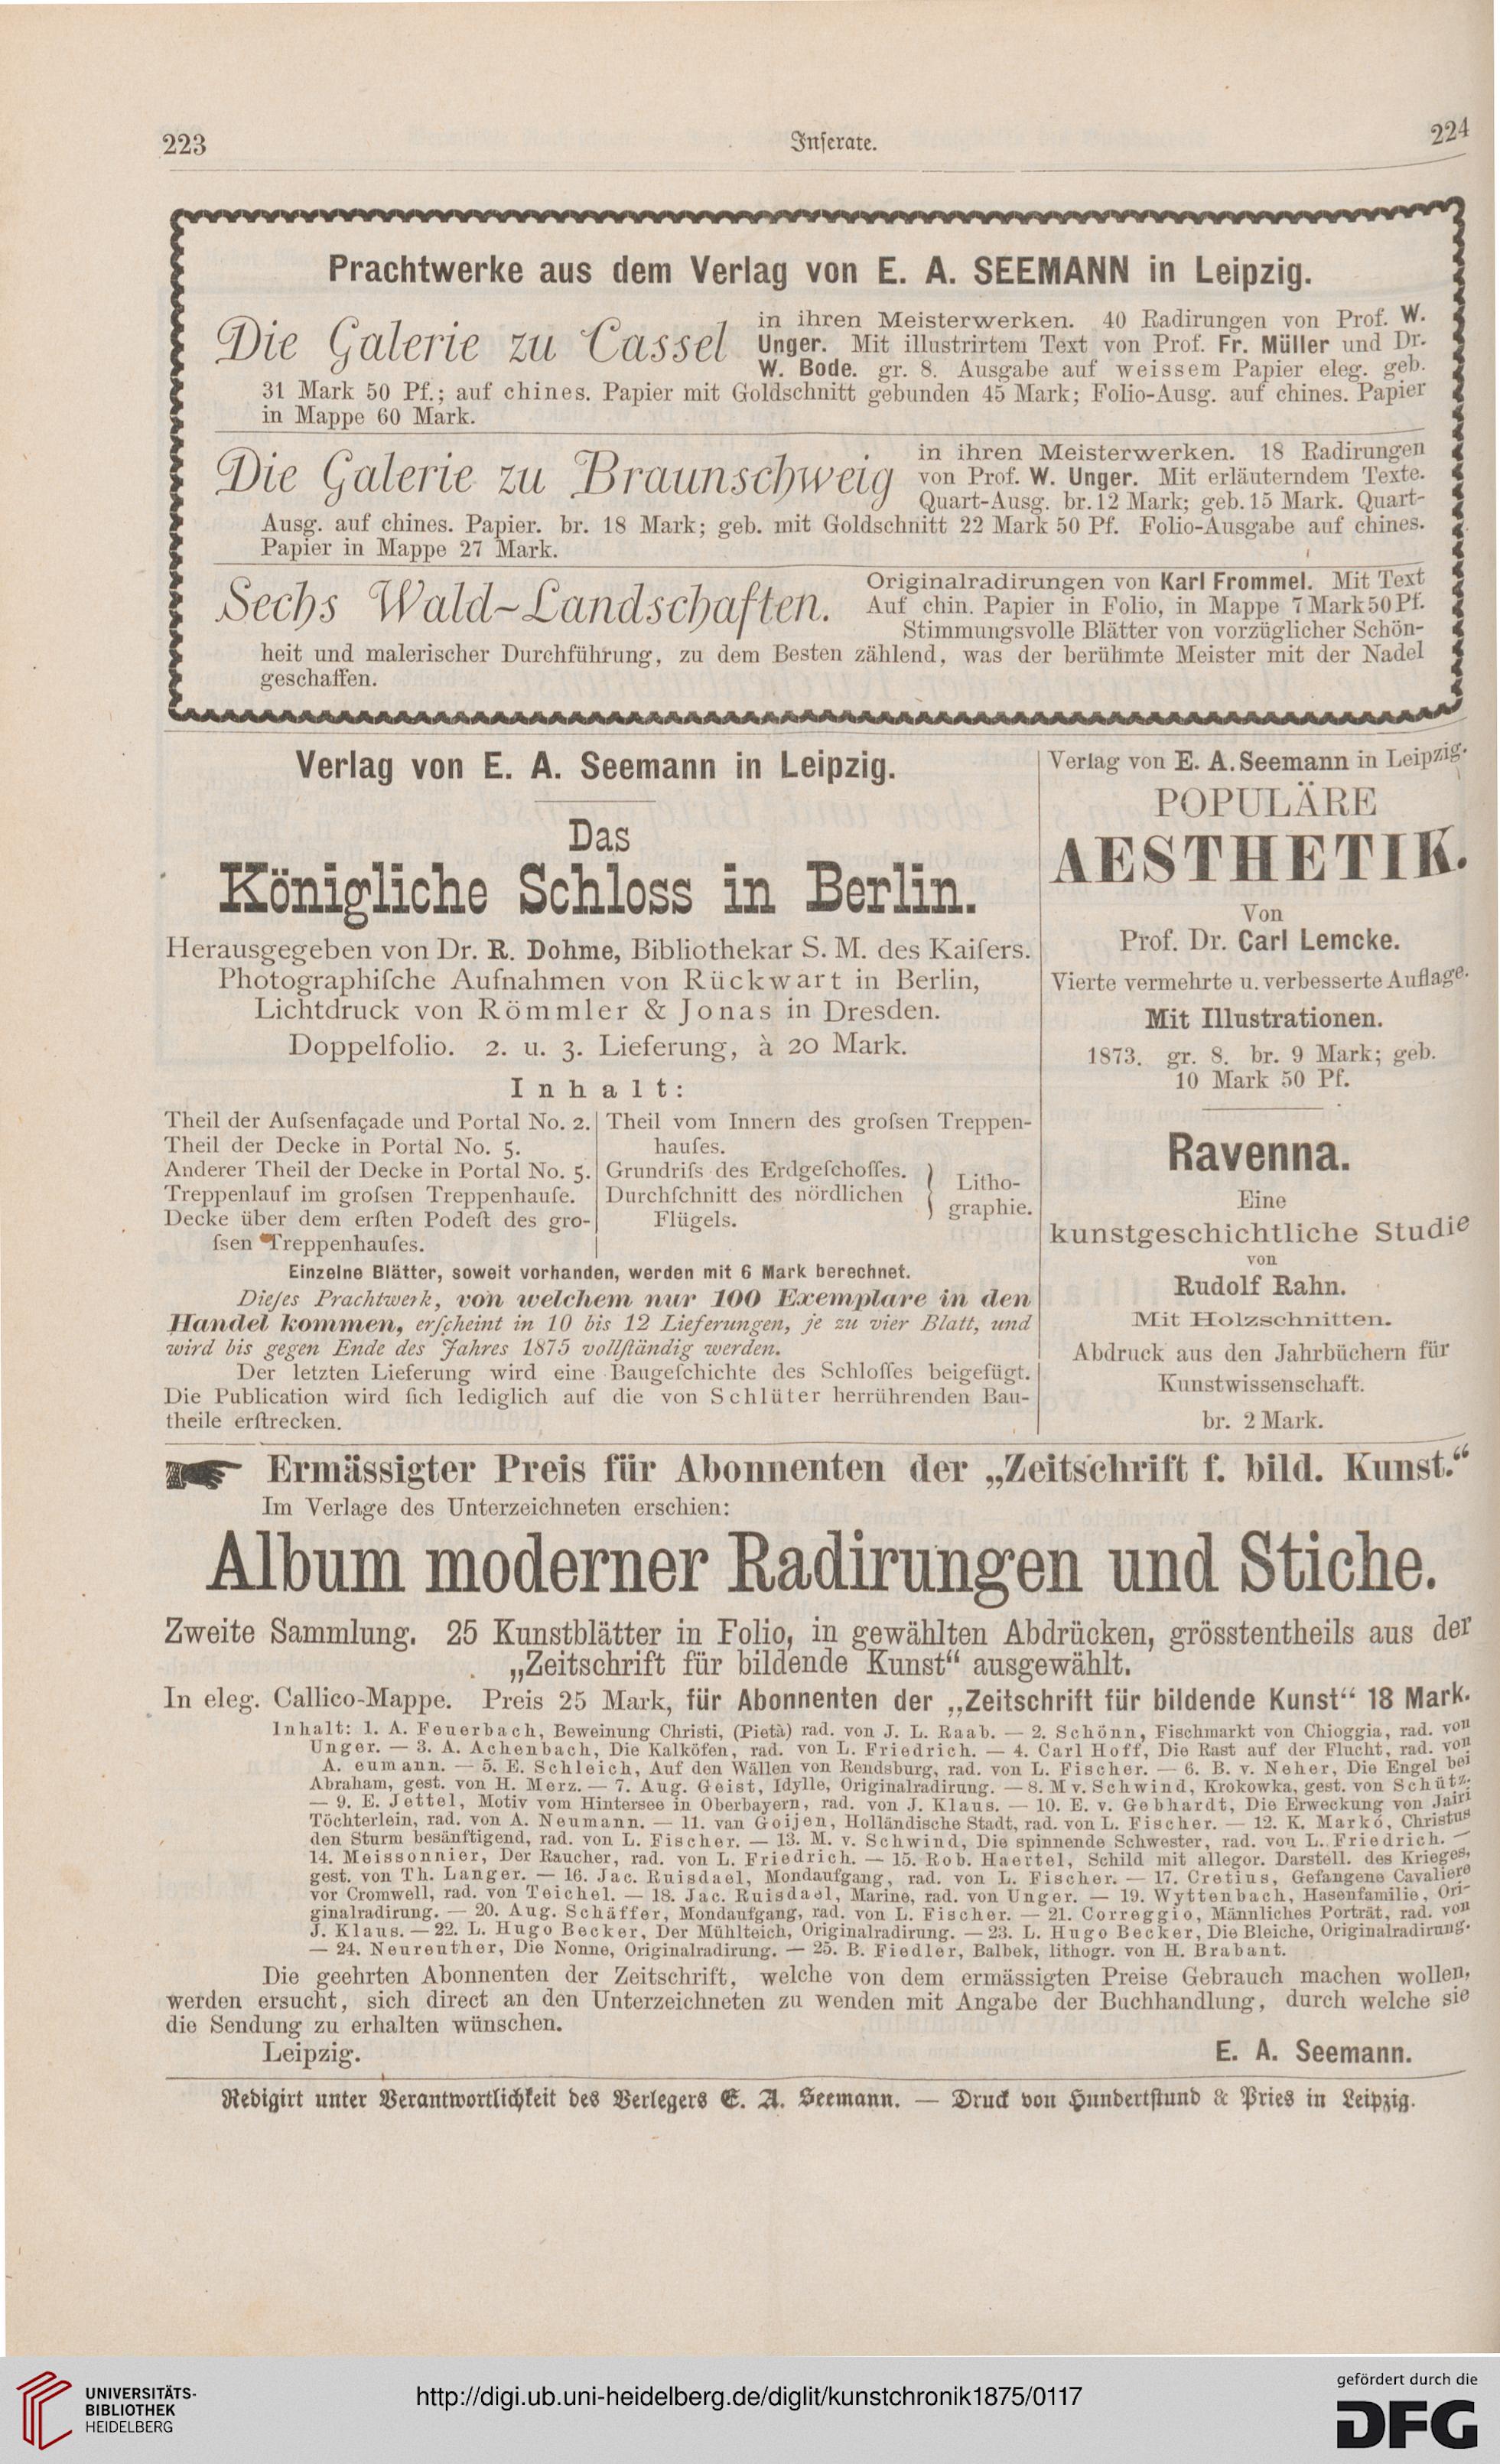 223
Inſerate.
224
Prachtwerke aus dem Verlag von E. A. SEEMANN in Leipzig.
Die Galerie zu Cassel
in ihren Meisterwerken. 40 Radirungen von Prof. W.
Unger. Mit illustrirtem Text von Prof. Fr. Müller und Dr.
W. Bode. gr. 8. Ausgabe auf weissem Papier eleg. geb.
31 Mark 50 Pf.; auf chines. Papier mit Goldschnitt gebunden 45 Mark; Folio-Ausg. auf chines. Papier
in Mappe 60 Mark.
Die Galerie zu Braunschweig
in ihren Meisterwerken. 18 Radirungen
von Prof. W. Unger. Mit erläuterndem Texte.
Quart-Ausg. br. 12 Mark; geb. 15 Mark. Quart-
Ausg. auf chines. Papier. br. 18 Mark; geb. mit Goldschnitt 22 Mark 50 Pf. Folio-Ausgabe auf chines.
Papier in Mappe 27 Mark.
Sechs Wald-Landschaften.
Originalradirungen von Karl Frommel. Mit Text
Auf chin. Papier in Folio, in Mappe 7 Mark 50 Pf.
Stimmungsvolle Blätter von vorzüglicher Schön-
heit und malerischer Durchführung, zu dem Besten zählend, was der berühmte Meister mit der Nadel
geschaffen.
Verlag von E. A. Seemann in Leipzig.
Das
Königliche Schloss in Berlin.
Herausgegeben von Dr. R. Dohme, Bibliothekar S. M. des Kaiſers.
Photographiſche Aufnahmen von Rückwart in Berlin,
Lichtdruck von Römmler & Jonas in Dresden.
Doppelfolio. 2. u. 3. Lieferung, à 20 Mark.
Inhalt:
Theil der Auſsenfaçade und Portal No. 2.
Theil der Decke in Portal No. 5.
Anderer Theil der Decke in Portal No. 5.
Treppenlauf im groſsen Treppenhauſe.
Decke über dem erſten Podeſt des gro-
ſsen Treppenhauſes.
Theil vom Innern des groſsen Treppen-
hauſes.
Grundriſs des Erdgeſchoſſes.
Durchſchnitt des nördlichen
Flügels.
Litho-
graphie.
Einzelne Blätter, soweit vorhanden, werden mit 6 Mark berechnet.
Dieſes Prachtwerk, von welchem nur 100 Exemplare in den
Handel kommen, erſcheint in 10 bis 12 Lieferungen, je zu vier Blatt, und
wird bis gegen Ende des Jahres 1875 vollſtändig werden.
Der letzten Lieferung wird eine Baugeſchichte des Schloſſes beigefügt.
Die Publication wird ſich lediglich auf die von Schlüter herrührenden Bau-
theile erſtrecken.
Verlag von E. A. Seemann in Leipzig.
POPULÄRE
AESTHETIK.
Von
Prof. Dr. Carl Lemcke.
Vierte vermehrte u. verbesserte Auflage.
Mit Illustrationen.
1873. gr. 8. br. 9 Mark; geb.
10 Mark 50 Pf.
Ravenna.
Eine
kunstgeschichtliche Studie
von
Rudolf Rahn.
Mit Holzschnitten.
Abdruck aus den Jahrbüchern für
Kunstwissenschaft.
br. 2 Mark.
Ermässigter Preis für Abonnenten der „Zeitschrift f. bild. Kunst.“
Im Verlage des Unterzeichneten erschien:
Album moderner Radirungen und Stiche.
Zweite Sammlung. 25 Kunstblätter in Folio, in gewählten Abdrücken, grösstentheils aus der
„Zeitschrift für bildende Kunst“ ausgewählt.
In eleg. Callico-Mappe. Preis 25 Mark, für Abonnenten der „Zeitschrift für bildende Kunst“ 18 Mark.
Inhalt: 1. A. Feuerbach, Beweinung Christi, (Pietà) rad. von J. L. Raab. — 2. Schönn, Fischmarkt von Chioggia, rad. von
Unger. — 3. A. Achenbach, Die Kalköfen, rad. von L. Friedrich. — 4. Carl Hoff, Die Rast auf der Flucht, rad. von
A. eumann. — 5. E. Schleich, Auf den Wällen von Rendsburg, rad. von L. Fischer. — 6. B. v. Neher, Die Engel bei
Abraham, gest. von H. Merz. — 7. Aug. Geist, Idylle, Originalradirung. — 8. M v. Schwind, Krokowka, gest. von Schütz.
— 9. E. Jettel, Motiv vom Hintersee in Oberbayern, rad. von J. Klaus. — 10. E. v. Gebhardt, Die Erweckung von Jairi
Töchterlein, rad. von A. Neumann. — 11. van Goijen, Holländische Stadt, rad. von L. Fischer. — 12. K. Markó, Christus
den Sturm besänftigend, rad. von L. Fischer. — 13. M. v. Schwind, Die spinnende Schwester, rad. von L. Friedrich. —
14. Meissonnier, Der Raucher, rad. von L. Friedrich. — 15. Rob. Haertel, Schild mit allegor. Darstell. des Krieges,
gest. von Th. Langer. — 16. Jac. Ruisdael, Mondaufgang, rad. von L. Fischer. — 17. Cretius, Gefangene Cavaliere
vor Cromwell, rad. von Teichel. — 18. Jac. Ruisdael, Marine, rad. von Unger. — 19. Wyttenbach, Hasenfamilie, Ori-
ginalradirung. — 20. Aug. Schäffer, Mondaufgang, rad. von L. Fischer. — 21. Correggio, Männliches Porträt, rad. von
J. Klaus. — 22. L. Hugo Becker, Der Mühlteich, Originalradirung. — 23. L. Hugo Becker, Die Bleiche, Originalradirung.
— 24. Neureuther, Die Nonne, Originalradirung. — 25. B. Fiedler, Balbek, lithogr. von H. Brabant.
Die geehrten Abonnenten der Zeitschrift, welche von dem ermässigten Preise Gebrauch machen wollen,
werden ersucht, sich direct an den Unterzeichneten zu wenden mit Angabe der Buchhandlung, durch welche sie
die Sendung zu erhalten wünschen.
Leipzig.
E. A. Seemann.
Redigirt unter Verantwortlichkeit des Verlegers E. A. Seemann. — Druck von Hundertſtund & Pries in Leipzig.
UNIVERSITÄTS-
BIBLIOTHEK
HEIDELBERG
http://digi.ub.uni-heidelberg.de/diglit/kunstchronik1875/0117
gefördert durch die
DFG